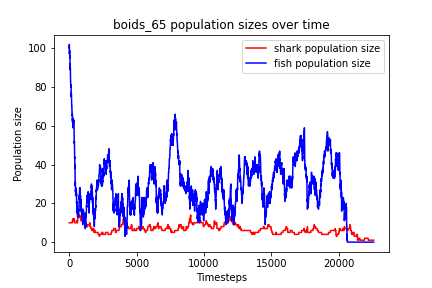 boids_65 population sizes over time
shark population size
fish population size
Population size
100
80
60
40
20
0
0
5000
10000
15000
20000
Timesteps